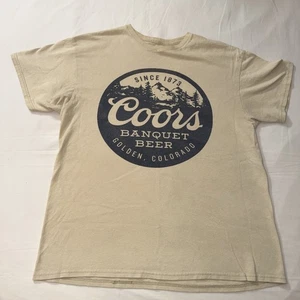 SINCE 1873
Coors
BANQUET
BEER
GOLDEN, COLORADO